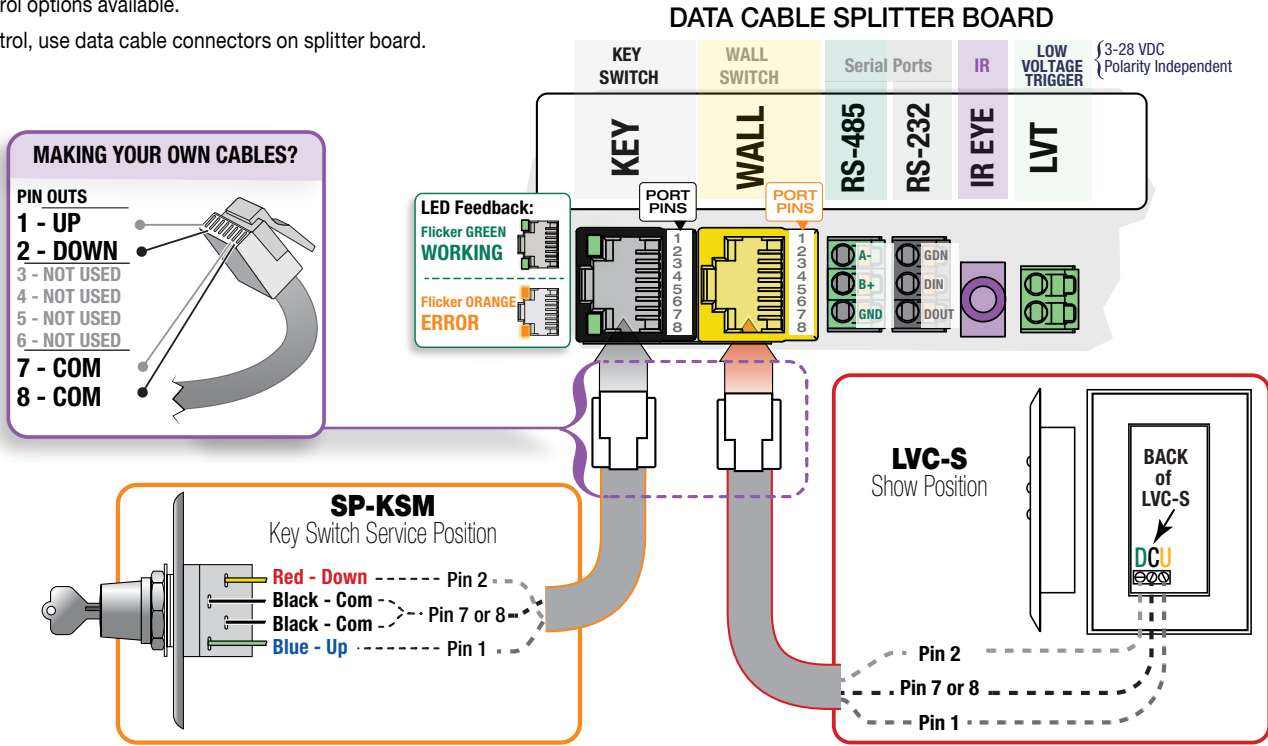 rol options available.
trol, use data cable connectors on splitter board.
DATA CABLE SPLITTER BOARD
KEY
SWITCH
WALL
SWITCH
Serial Ports
IR
LOW
VOLTAGE
TRIGGER
3-28 VDC
Polarity Independent
KEY
WALL
RS-485
RS-232
IR EYE
LVT
MAKING YOUR OWN CABLES?
PIN OUTS
1 - UP
2 - DOWN
3 - NOT USED
4 - NOT USED
5 - NOT USED
6 - NOT USED
7 - COM
8 - COM
LED Feedback:
Flicker GREEN
WORKING
Flicker ORANGE
ERROR
PORT
PINS
1
2
3
4
5
6
7
8
PORT
PINS
1
2
3
4
5
6
7
8
A-
B+
GND
GDN
DIN
DOUT
SP-KSM
Key Switch Service Position
Red - Down
Pin 2
Black - Com
Black - Com
Pin 7 or 8
Blue - Up
Pin 1
LVC-S
Show Position
BACK
of
LVC-S
DCU
Pin 2
Pin 7 or 8
Pin 1